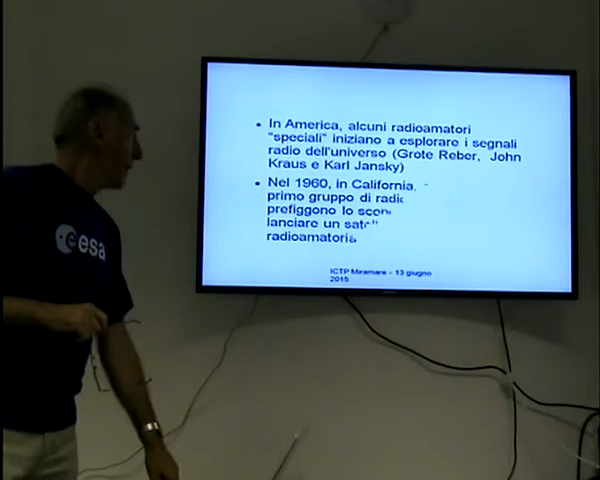 In America, alcuni radioamatori
"speciali" iniziano a esplorare i segnali
radio dell'universo (Grote Reber, John
Kraus e Karl Jansky)
Nel 1960, in California,
primo gruppo di
prefiggono lo
lanciare un
ICTP Miramare - 13 giugno
2015
esa